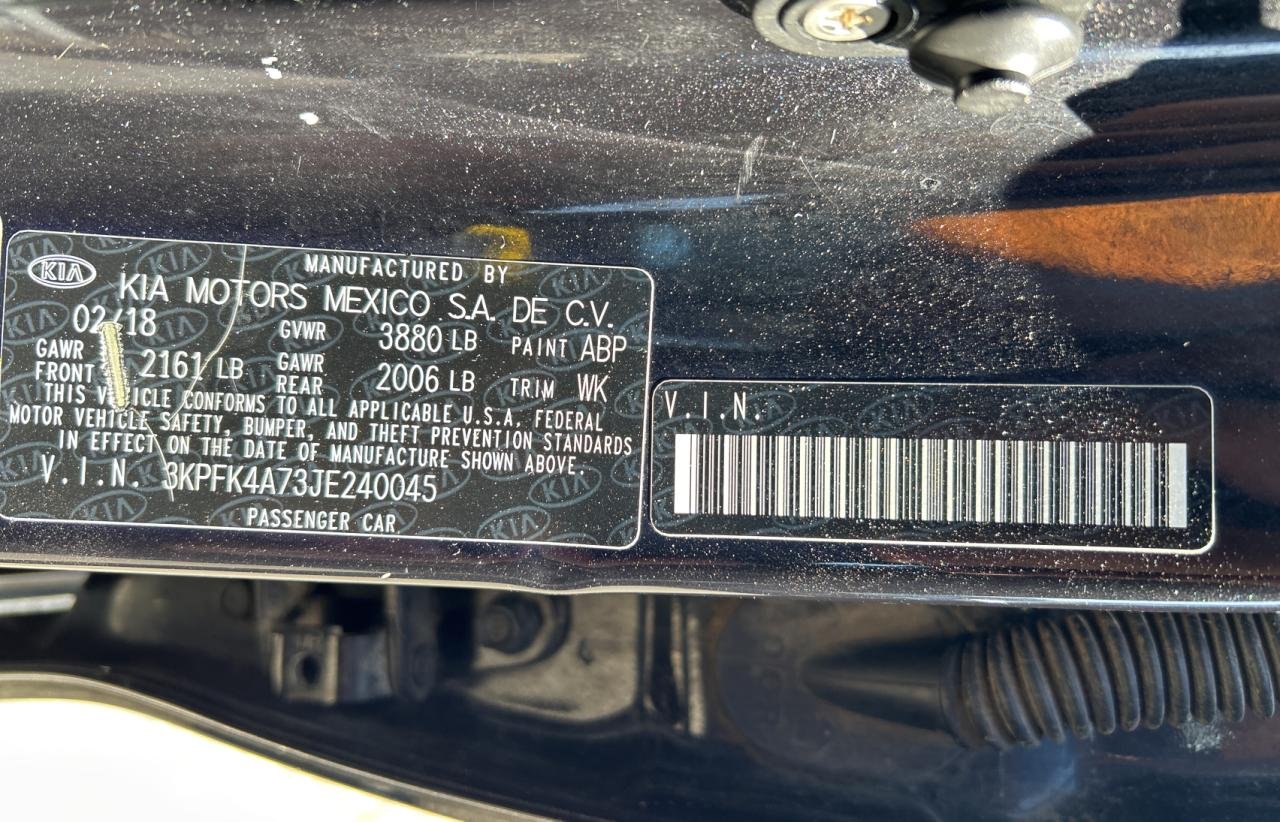 KIA
MANUFACTURED BY
KIA MOTORS MEXICO S.A. DE C.V.
02/18 GVWR 3880 LB PAINT ABP
GAWR FRONT 2161 LB GAWR REAR 2006 LB TRIM WK
THIS VEHICLE CONFORMS TO ALL APPLICABLE U.S.A. FEDERAL
MOTOR VEHICLE SAFETY, BUMPER, AND THEFT PREVENTION STANDARDS
IN EFFECT ON THE DATE OF MANUFACTURE SHOWN ABOVE.
V.I.N. 3KPFK4A73JE240045
PASSENGER CAR
V.I.N.